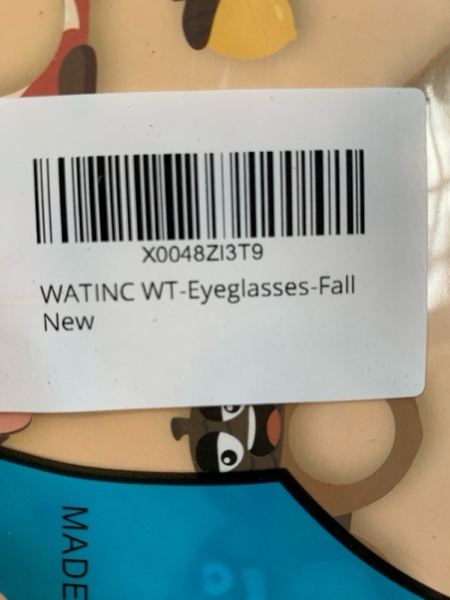 X0048ZI3T9
WATINC WT-Eyeglasses-Fall
New
MADE